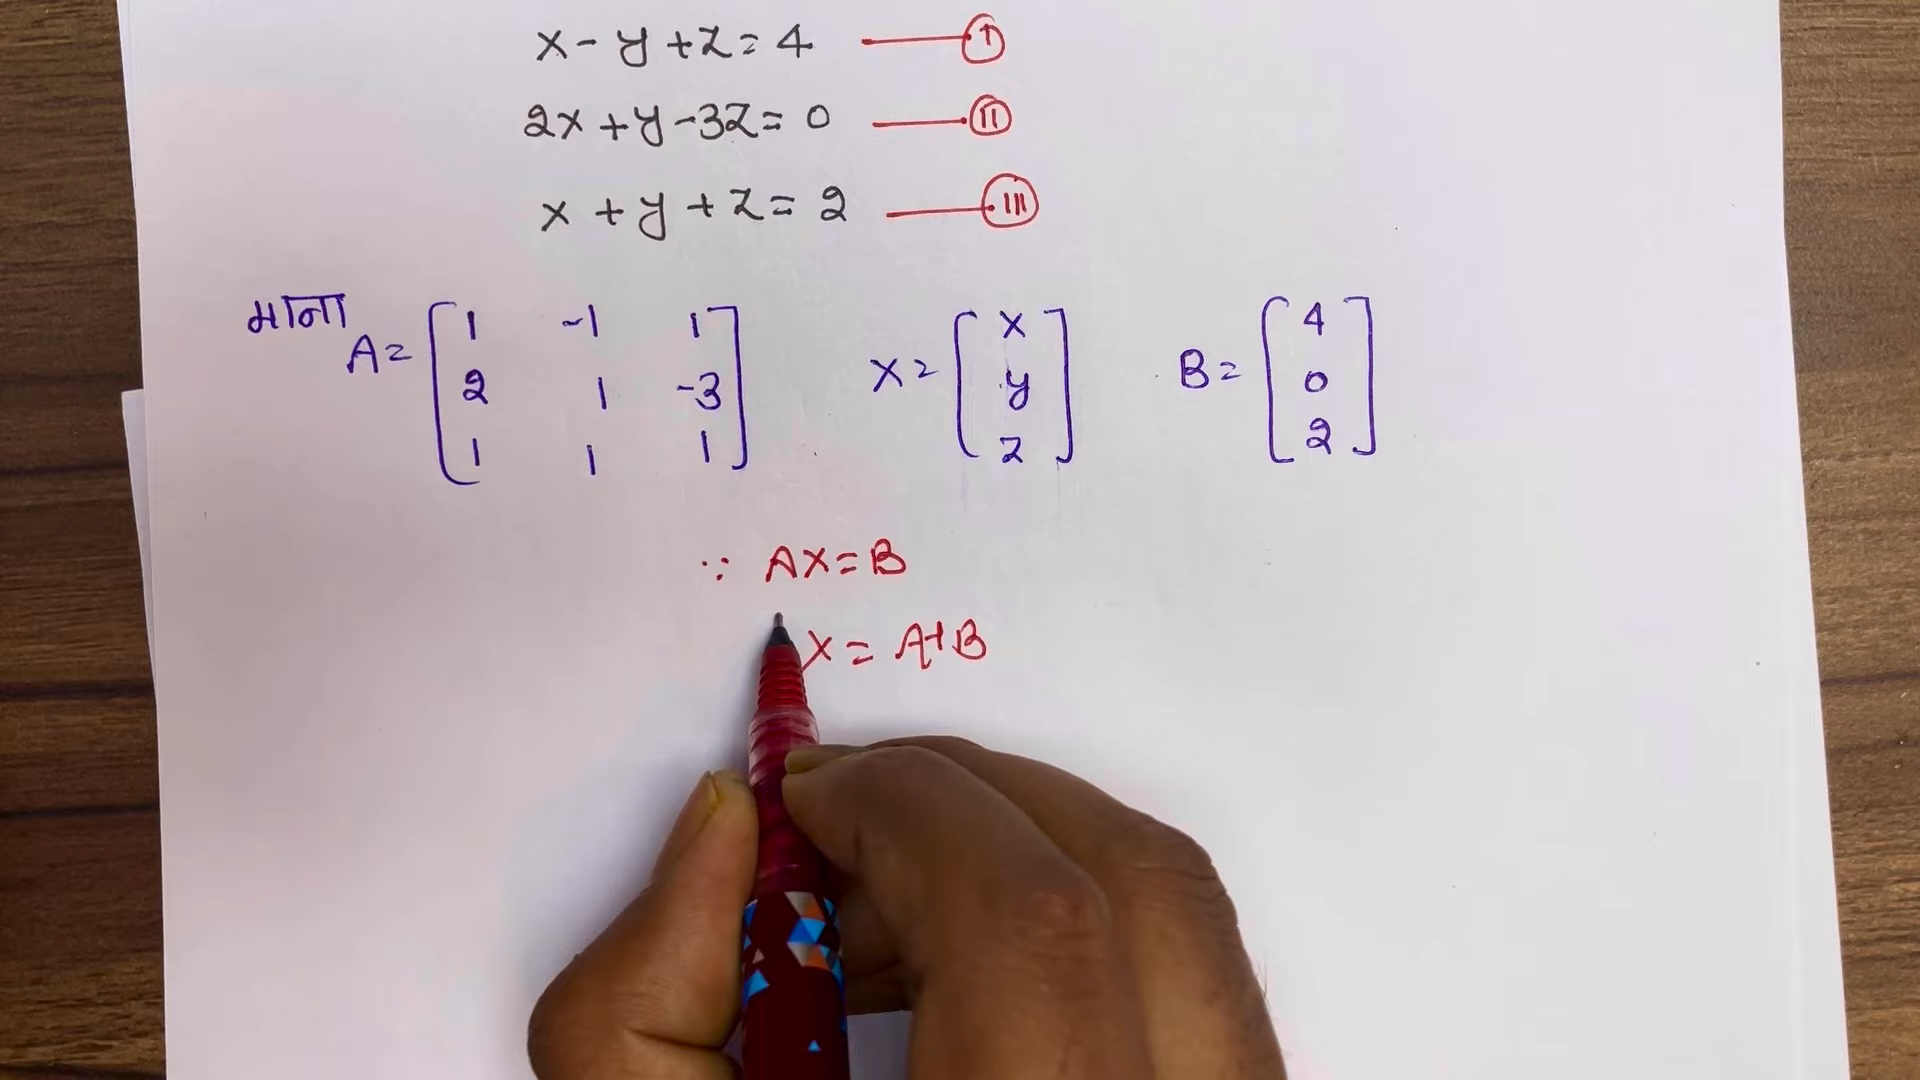 x - y + z = 4 —— I
2x + y - 3z = 0 —— II
x + y + z = 2 —— III
माना
A = [1 -1 1
2 1 -3
1 1 1]
X = [x
y
z]
B = [4
0
2]
∵ AX = B
X = A⁻¹B